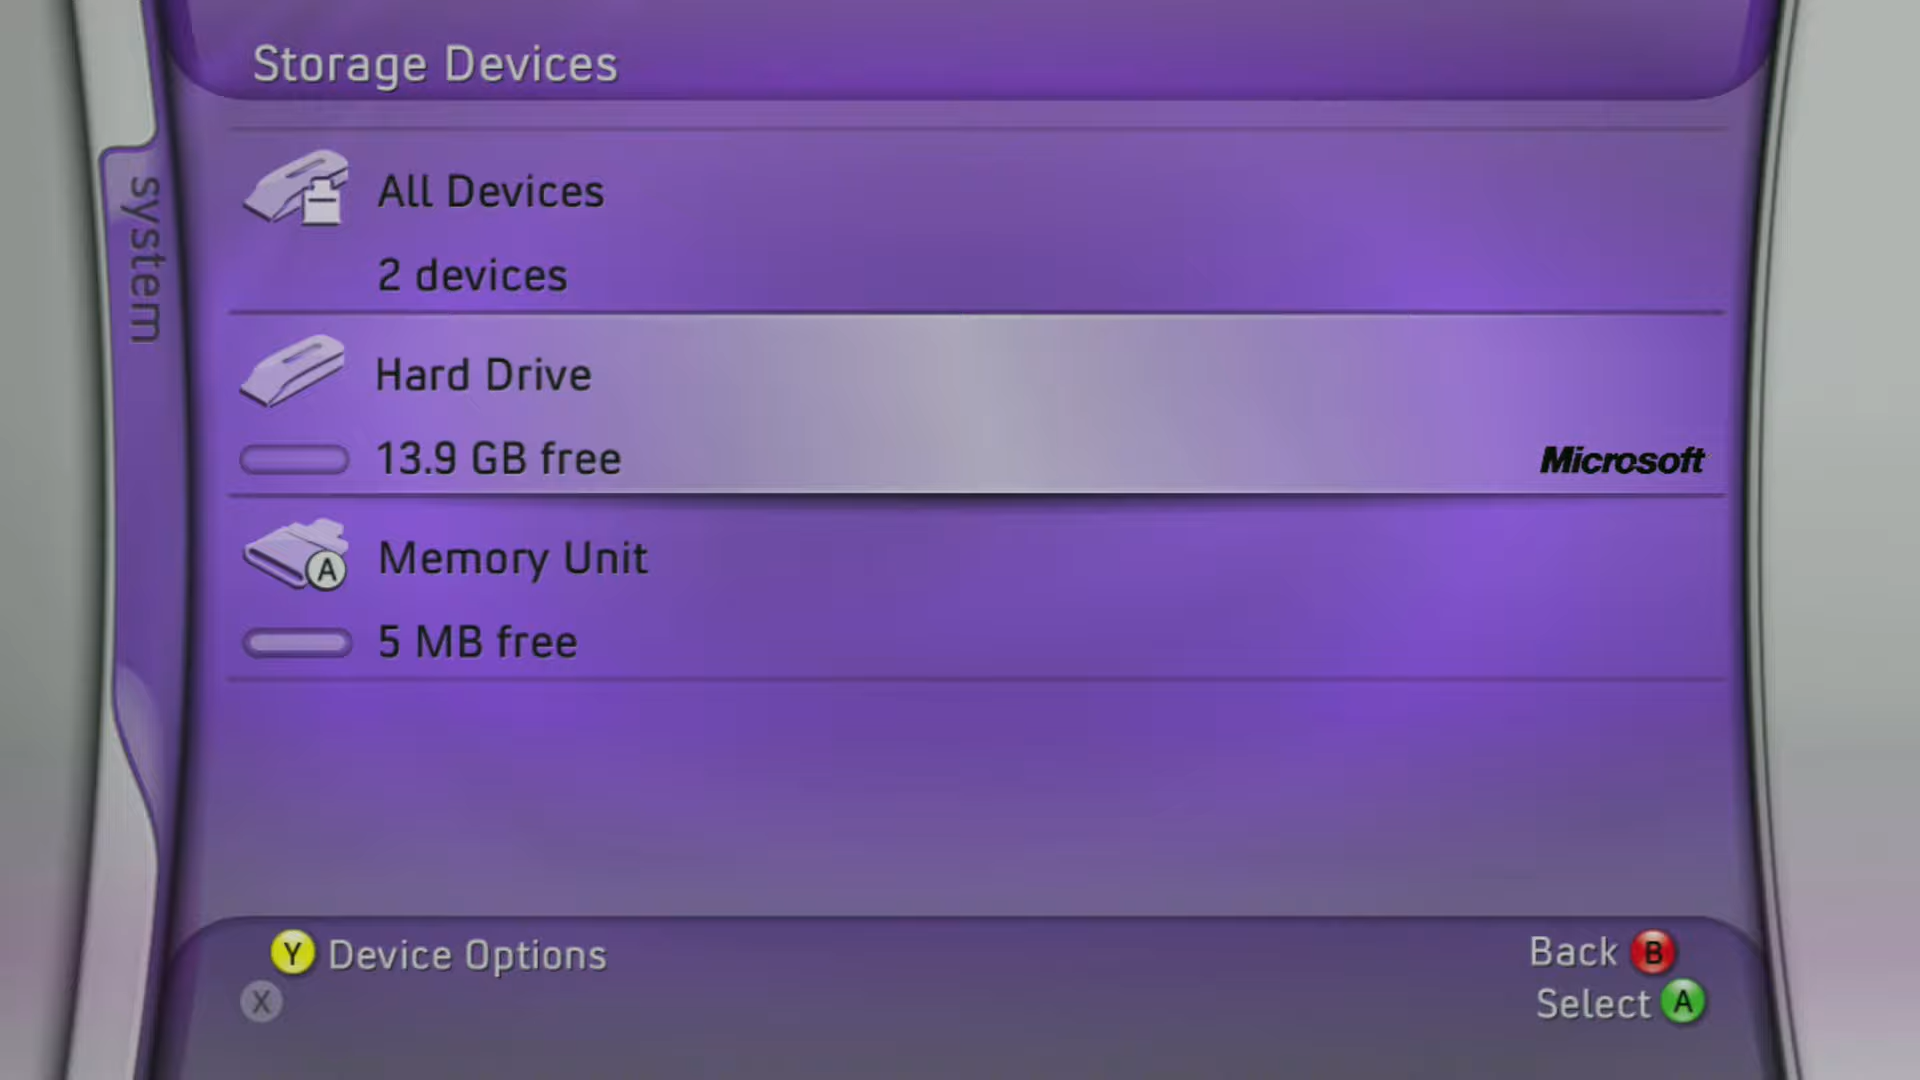 Storage Devices
system
All Devices
2 devices
Hard Drive
13.9 GB free
Microsoft
A
Memory Unit
5 MB free
Y Device Options
X
Back B
Select A